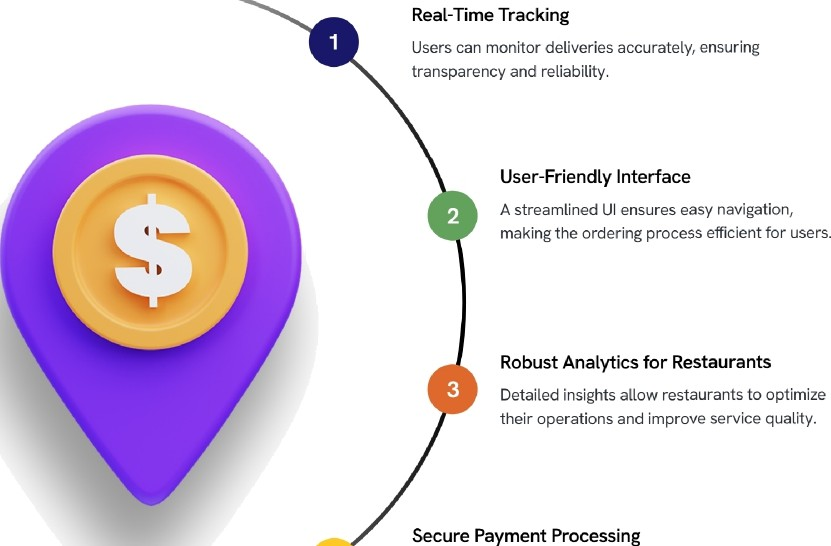 Real-Time Tracking
1
Users can monitor deliveries accurately, ensuring
transparency and reliability.
User-Friendly Interface
2
A streamlined UI ensures easy navigation,
making the ordering process efficient for users.
$
Robust Analytics for Restaurants
3
Detailed insights allow restaurants to optimize
their operations and improve service quality.
Secure Payment Processing